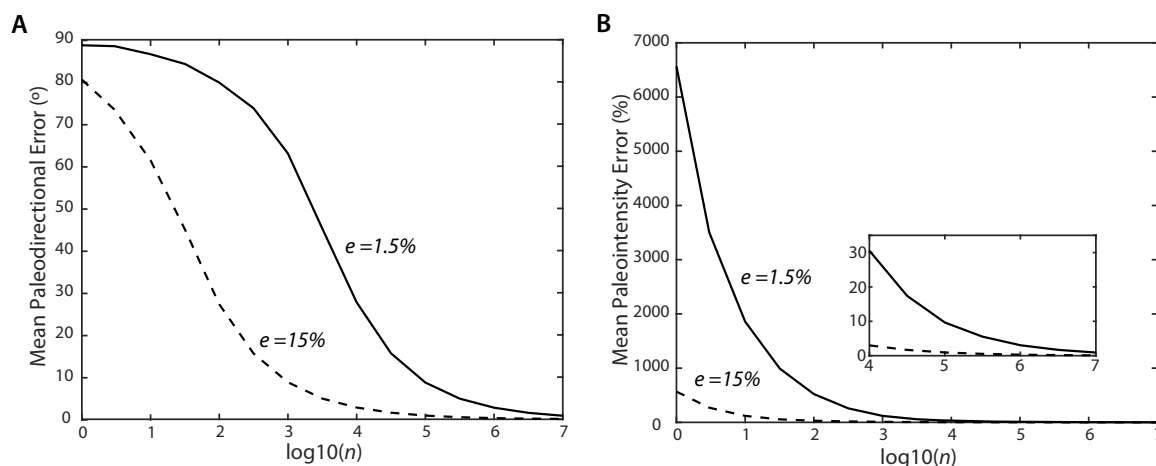 A
Mean Paleodirectional Error (º)
90
80
70
60
50
40
30
20
10
0
e=1.5%
e=15%
0 1 2 3 4 5 6 7
log10(n)
B
Mean Paleointensity Error (%)
7000
6000
5000
4000
3000
2000
1000
0
e=1.5%
e=15%
30
20
10
0
4 5 6 7
0 1 2 3 4 5 6 7
log10(n)